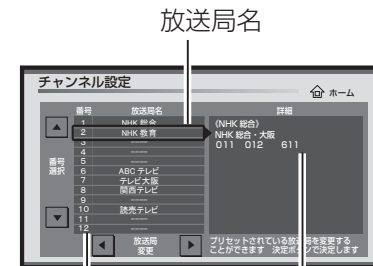 放送局名
チャンネル設定
ホーム
番号 放送局名 詳細
1 NHK 総合
2 NHK 教育
3 -----
4 -----
5 -----
6 ABC テレビ
7 テレビ大阪
8 関西テレビ
9 -----
10 読売テレビ
11 -----
12 -----
番号
選択
《NHK 総合》
NHK 総合・大阪
011 012 611
放送局
変更
プリセットされている放送局を変更する
ことができます 決定ボタンで決定します